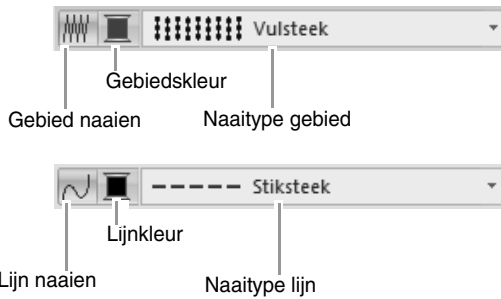 Vulsteek
Gebiedskleur
Gebied naaien
Naaitype gebied
Stiksteek
Lijnkleur
Lijn naaien
Naaitype lijn